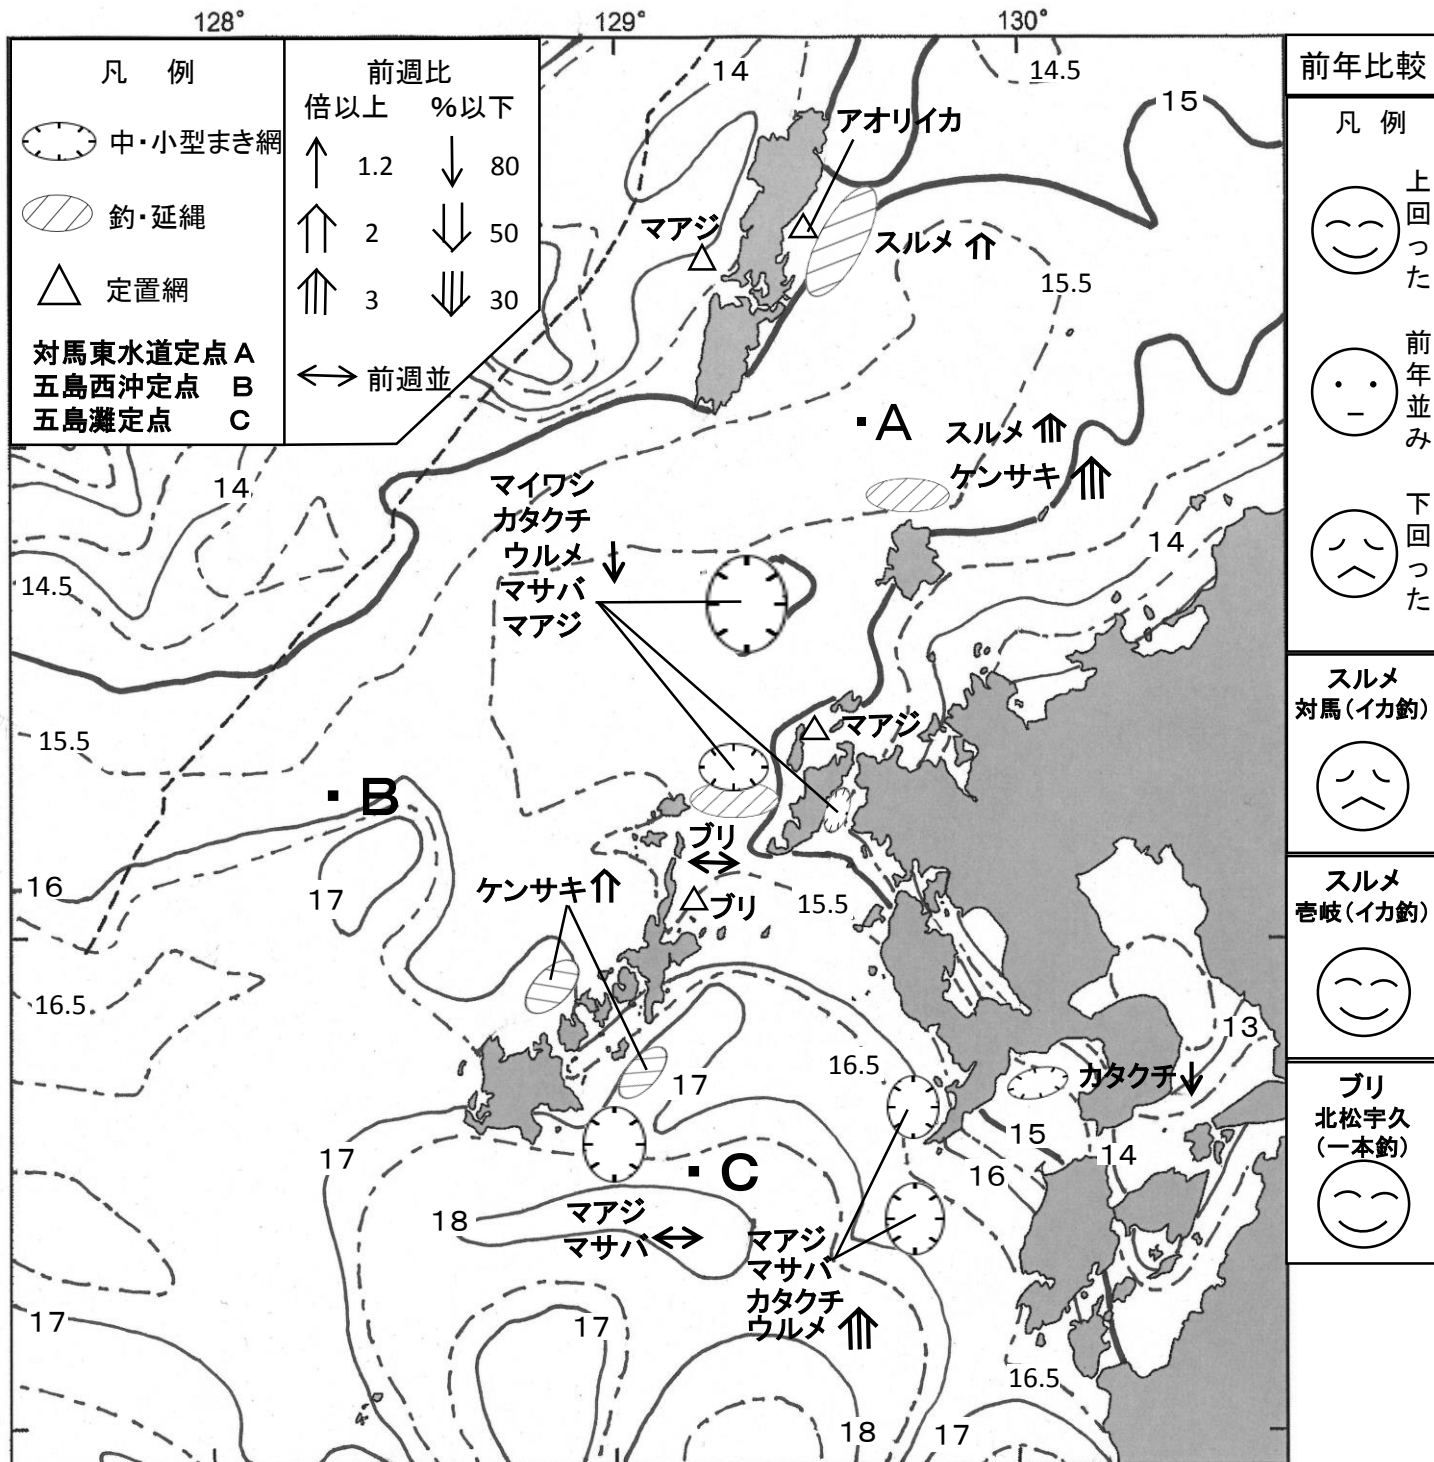 128°
129°
130°
凡 例
中・小型まき網
釣・延縄
定置網
対馬東水道定点 A
五島西沖定点 B
五島灘定点 C
前週比
倍以上 %以下
1.2 80
2 50
3 30
前週並
前年比較
凡 例
上回った
前年並み
下回った
スルメ
対馬(イカ釣)
スルメ
壱岐(イカ釣)
ブリ
北松宇久
(一本釣)
14
14.5
15
アオリイカ
マアジ
スルメ
15.5
A
スルメ
ケンサキ
14
マイワシ
カタクチ
ウルメ
マサバ
マアジ
14
14.5
マアジ
15.5
B
ブリ
16
17
ケンサキ
ブリ
15.5
16.5
13
16.5
17
カタクチ
15
14
17
C
16
18
マアジ
マサバ
マアジ
マサバ
カタクチ
ウルメ
17
17
16.5
18
17